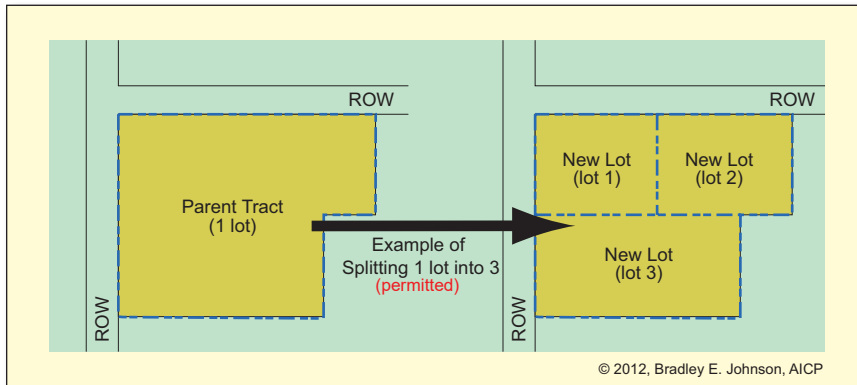 ROW
ROW
Parent Tract
(1 lot)
Example of
Splitting 1 lot into 3
(permitted)
ROW
ROW
New Lot
(lot 1)
New Lot
(lot 2)
New Lot
(lot 3)
© 2012, Bradley E. Johnson, AICP